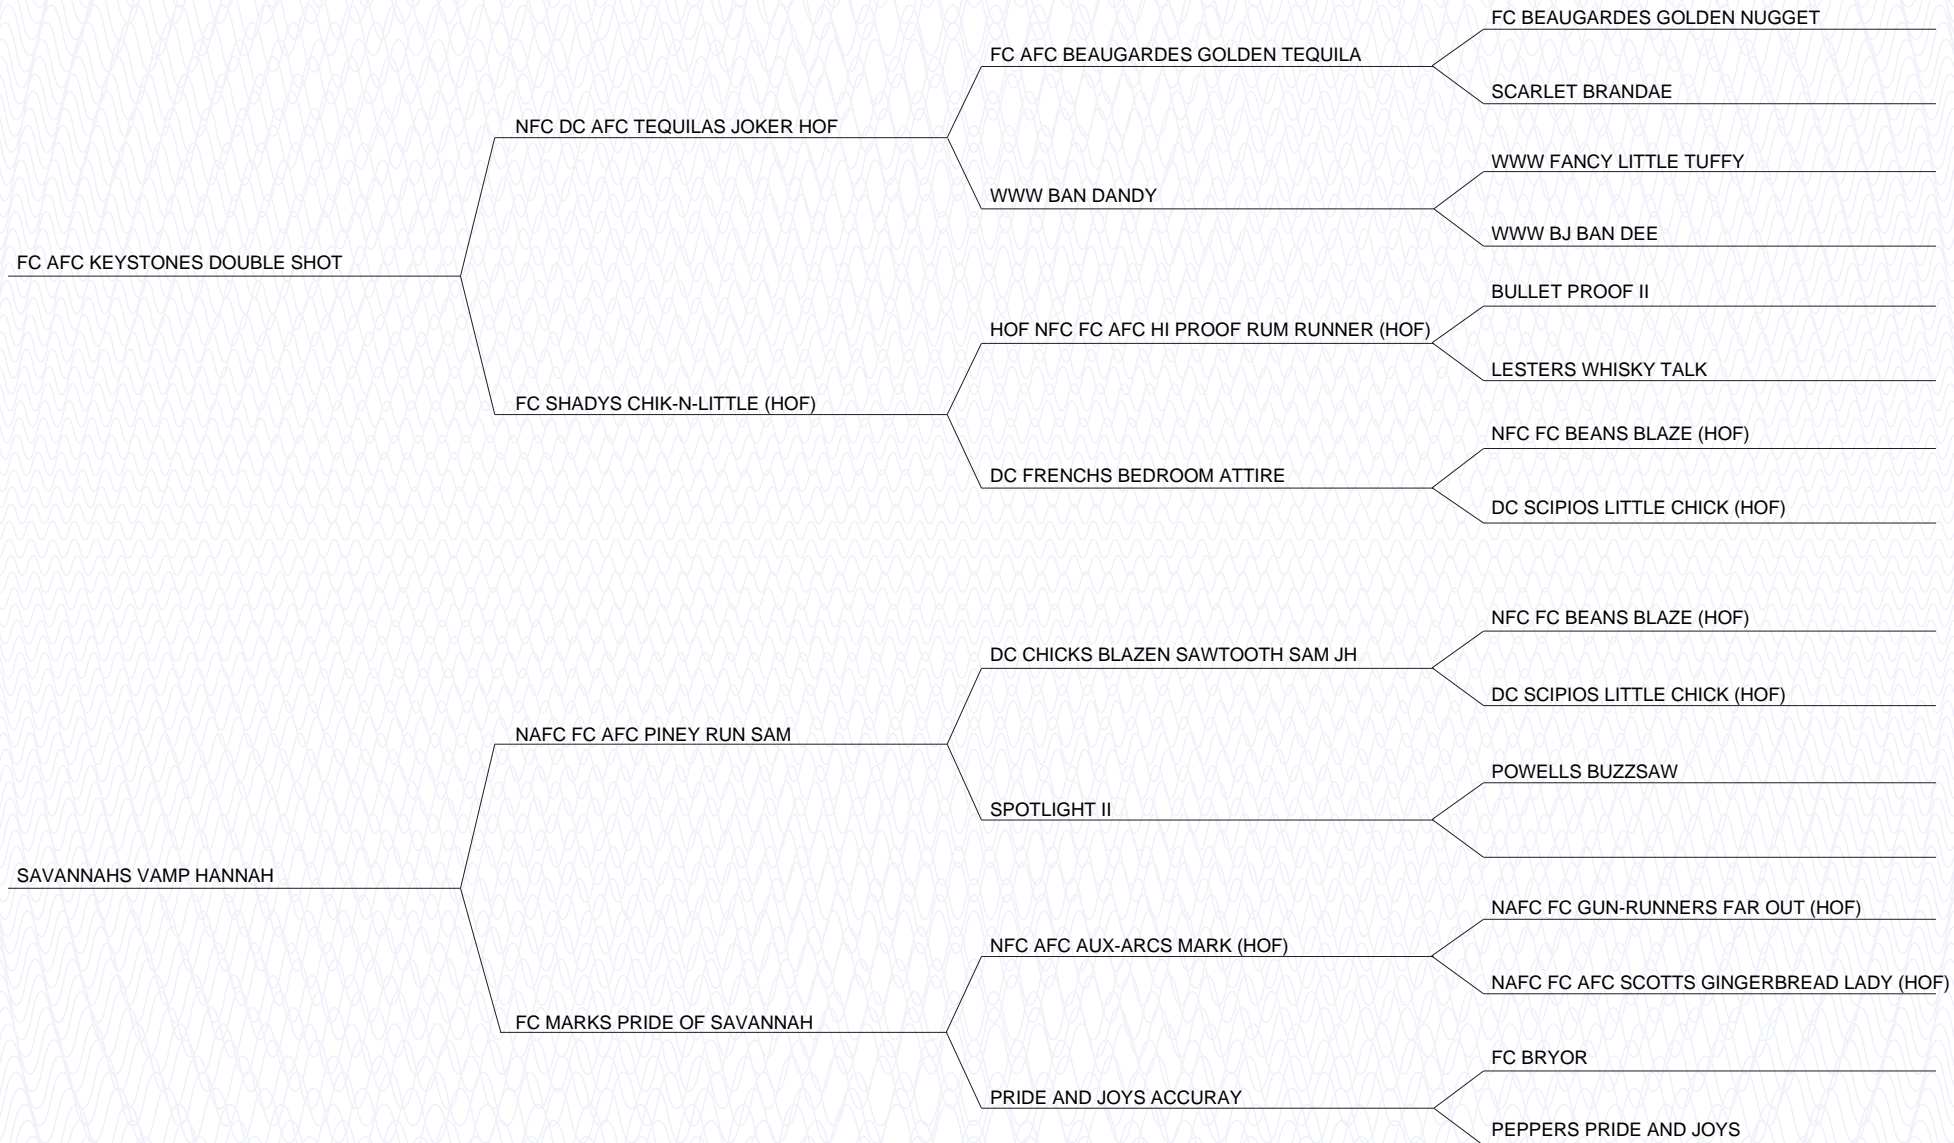 FC BEAUGARDES GOLDEN NUGGET
FC AFC BEAUGARDES GOLDEN TEQUILA
SCARLET BRANDAE
NFC DC AFC TEQUILAS JOKER HOF
WWW FANCY LITTLE TUFFY
WWW BAN DANDY
WWW BJ BAN DEE
FC AFC KEYSTONES DOUBLE SHOT
BULLET PROOF II
HOF NFC FC AFC HI PROOF RUM RUNNER (HOF)
LESTERS WHISKY TALK
FC SHADYS CHIK-N-LITTLE (HOF)
NFC FC BEANS BLAZE (HOF)
DC FRENCHS BEDROOM ATTIRE
DC SCIPIOS LITTLE CHICK (HOF)
NFC FC BEANS BLAZE (HOF)
DC CHICKS BLAZEN SAWTOOTH SAM JH
DC SCIPIOS LITTLE CHICK (HOF)
NAFC FC AFC PINEY RUN SAM
POWELLS BUZZSAW
SPOTLIGHT II
SAVANNAHS VAMP HANNAH
NAFC FC GUN-RUNNERS FAR OUT (HOF)
NFC AFC AUX-ARCS MARK (HOF)
NAFC FC AFC SCOTTS GINGERBREAD LADY (HOF)
FC MARKS PRIDE OF SAVANNAH
FC BRYOR
PRIDE AND JOYS ACCURAY
PEPPERS PRIDE AND JOYS